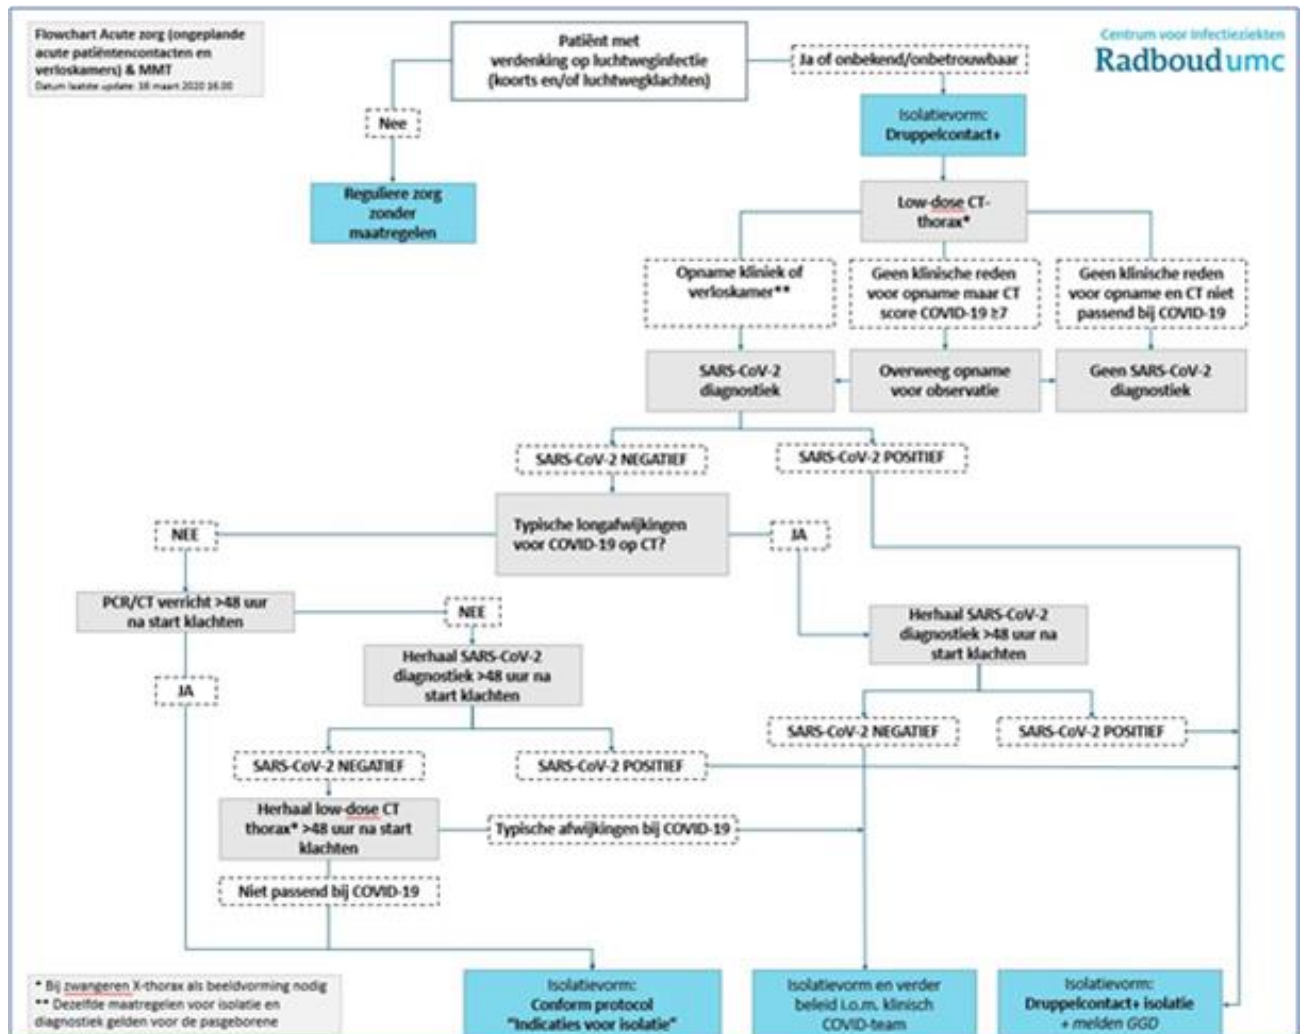 Flowchart Acute zorg (ongeplande
acute patiëntencontacten en
verloskamers) & MMT
Datum laatste update: 16 maart 2020 16.00
Patiënt met
verdenking op luchtweginfectie
(koorts en/of luchtwegklachten)
Ja of onbekend/onbetrouwbaar
Centrum voor Infectieziekten
Radboudumc
Nee
Isolatievorm:
Druppelcontact+
Reguliere zorg
zonder
maatregelen
Low-dose CT-
thorax*
Opname kliniek of
verloskamer**
Geen klinische reden
voor opname maar CT
score COVID-19 ≥7
Geen klinische reden
voor opname en CT niet
passend bij COVID-19
SARS-CoV-2
diagnostiek
Overweeg opname
voor observatie
Geen SARS-CoV-2
diagnostiek
SARS-CoV-2 NEGATIEF
SARS-CoV-2 POSITIEF
Typische longafwijkingen
voor COVID-19 op CT?
NEE
JA
PCR/CT verricht >48 uur
na start klachten
NEE
Herhaal SARS-CoV-2
diagnostiek >48 uur na
start klachten
Herhaal SARS-CoV-2
diagnostiek >48 uur na
start klachten
JA
SARS-CoV-2 NEGATIEF
SARS-CoV-2 POSITIEF
SARS-CoV-2 NEGATIEF
SARS-CoV-2 POSITIEF
Herhaal low-dose CT
thorax* >48 uur na start
klachten
Typische afwijkingen bij COVID-19
Niet passend bij COVID-19
* Bij zwangeren X-thorax als beeldvorming nodig
** Dezelfde maatregelen voor isolatie en
diagnostiek gelden voor de pasgeborene
Isolatievorm:
Conform protocol
"Indicaties voor isolatie"
Isolatievorm en verder
beleid i.o.m. klinisch
COVID-team
Isolatievorm:
Druppelcontact+ isolatie
+ melden GGD